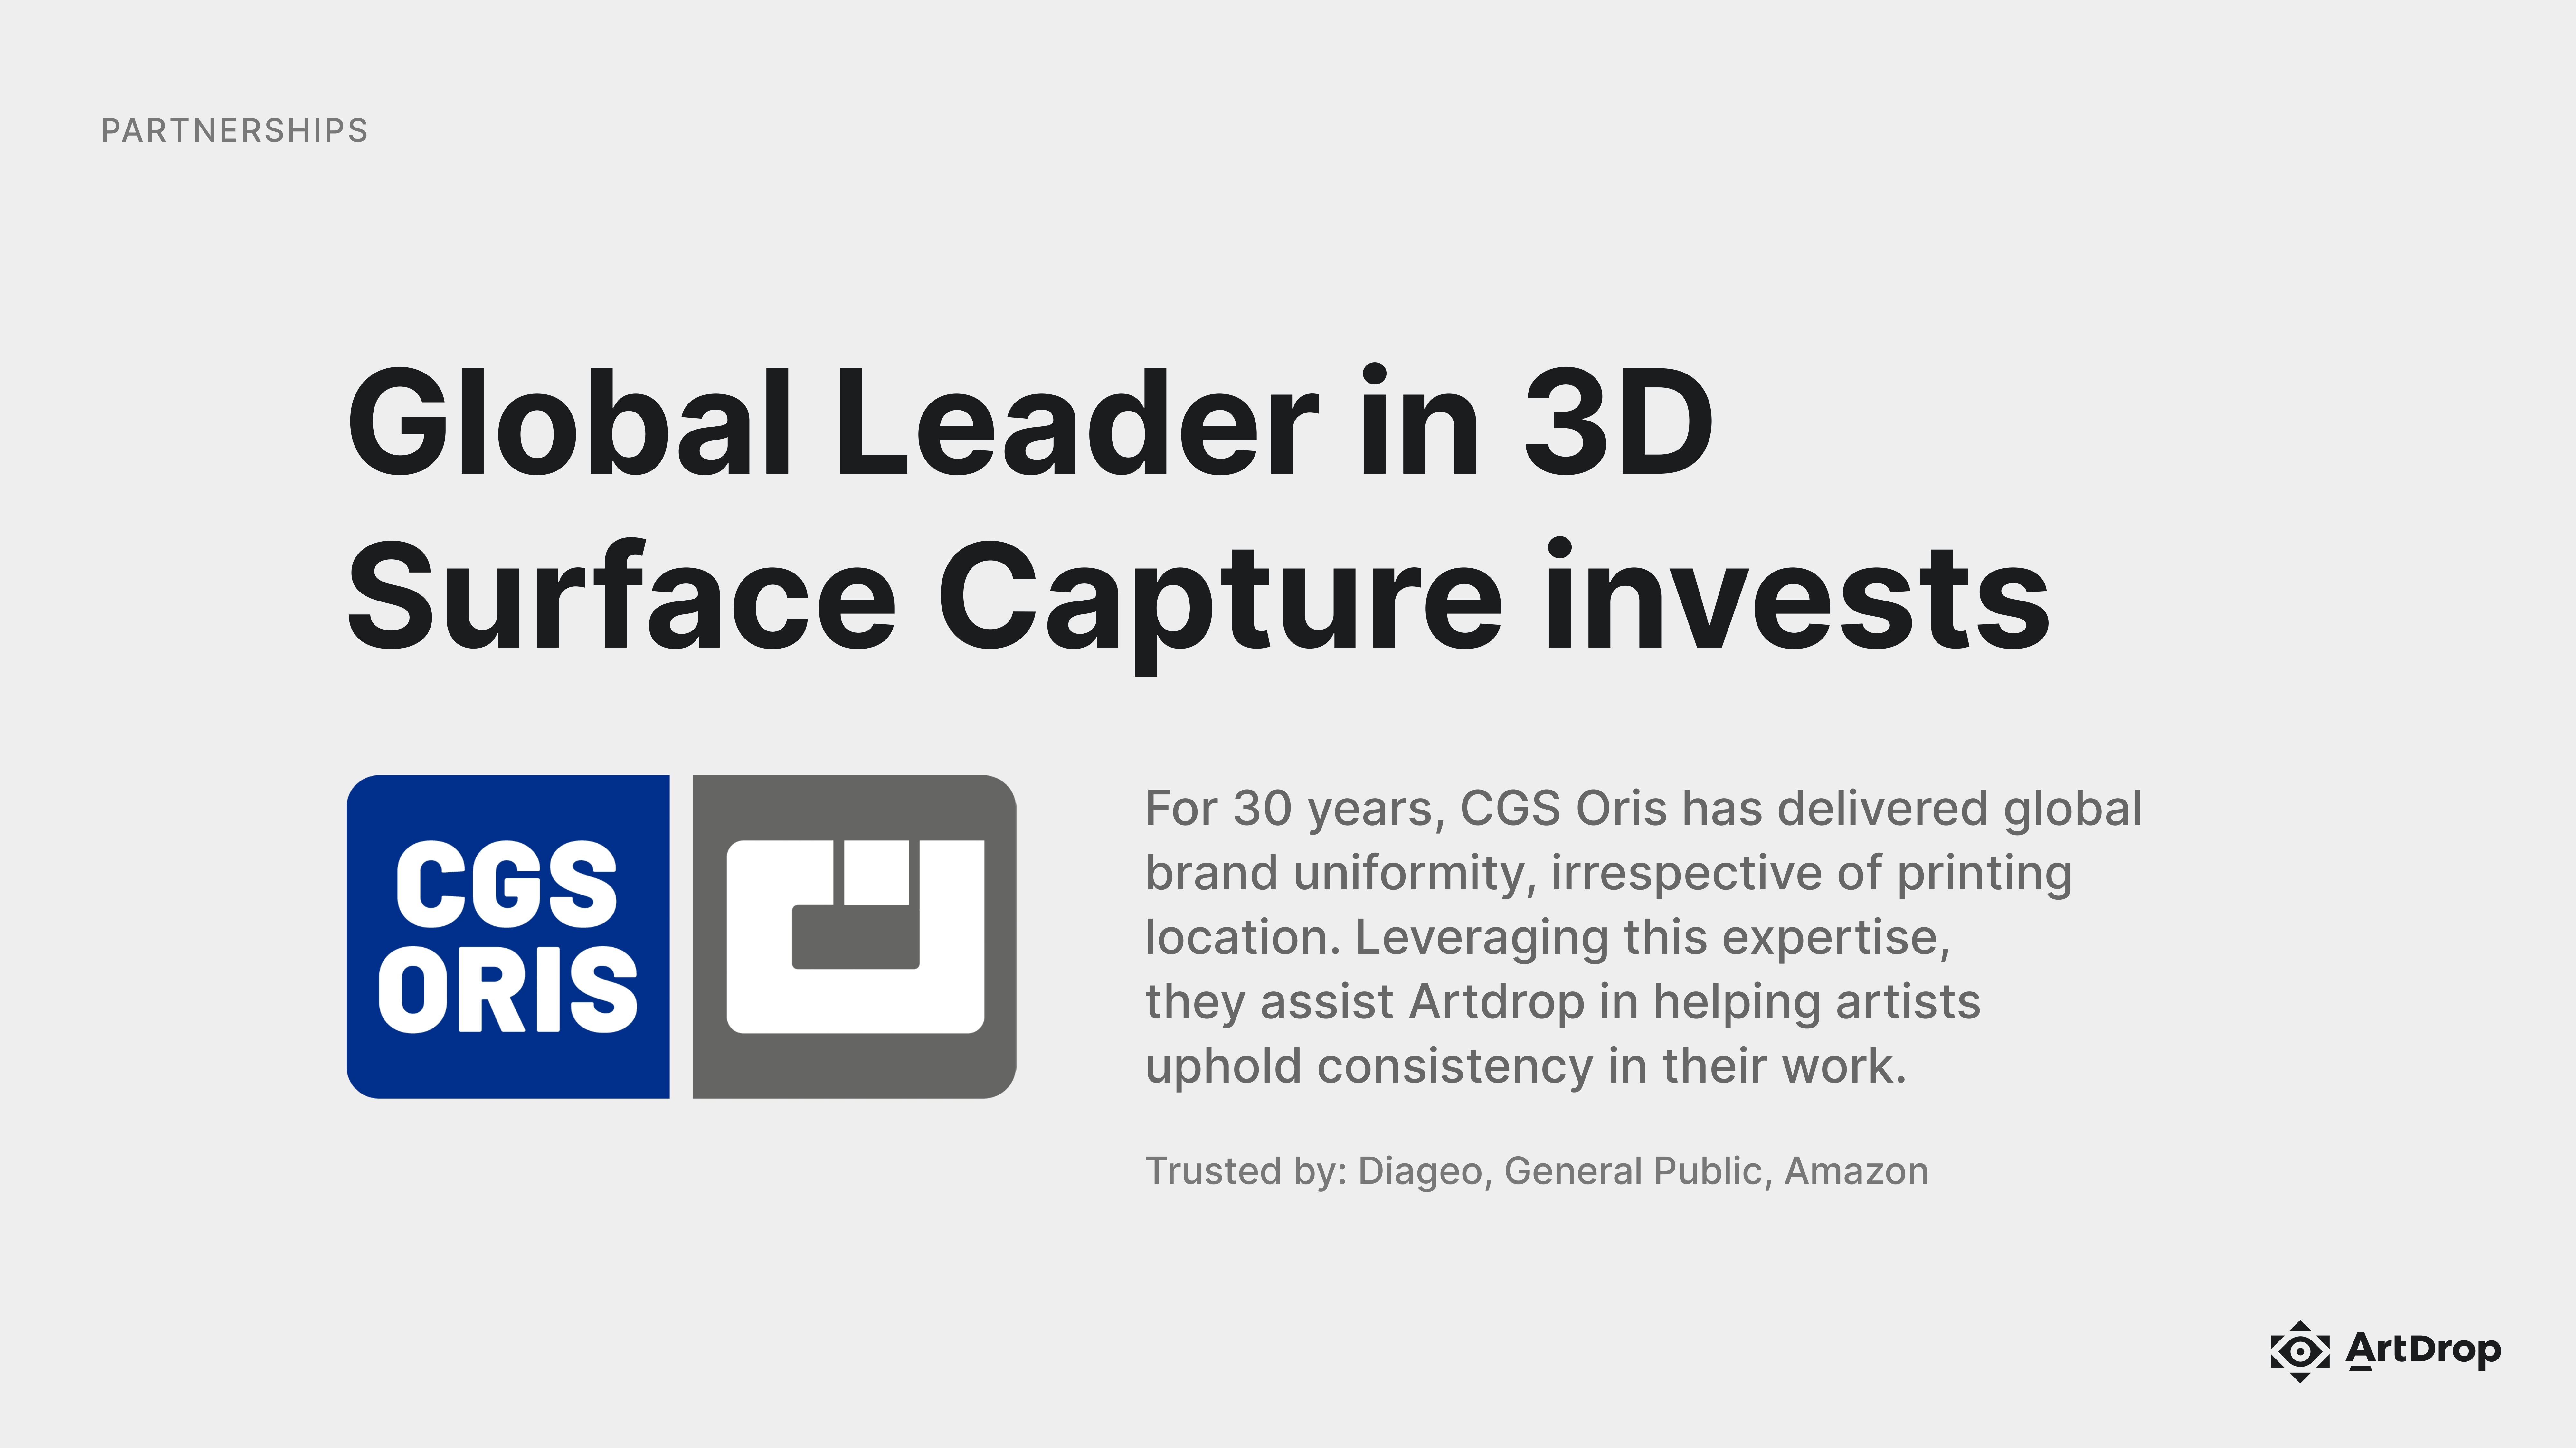 PARTNERSHIPS
Global Leader in 3D
Surface Capture invests
CGS
ORIS
For 30 years, CGS Oris has delivered global
brand uniformity, irrespective of printing
location. Leveraging this expertise,
they assist Artdrop in helping artists
uphold consistency in their work.
Trusted by: Diageo, General Public, Amazon
ArtDrop